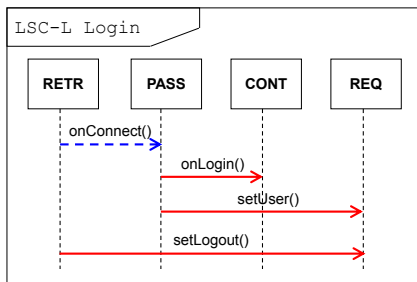 LSC-L Login
RETR PASS CONT REQ
onConnect()
onLogin()
setUser()
setLogout()